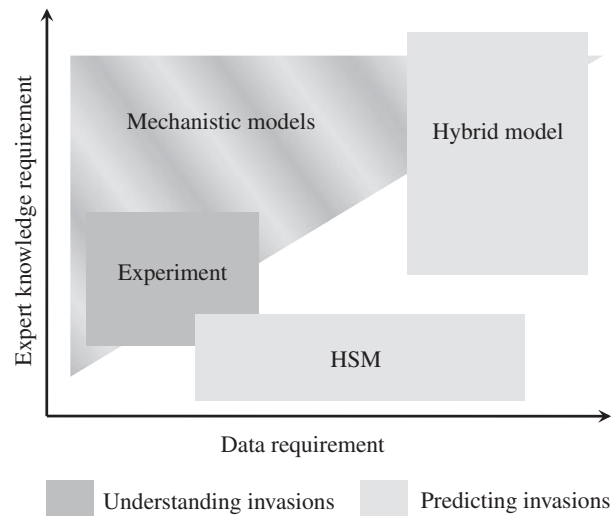 Expert knowledge requirement
Mechanistic models
Hybrid model
Experiment
HSM
Data requirement
Understanding invasions
Predicting invasions